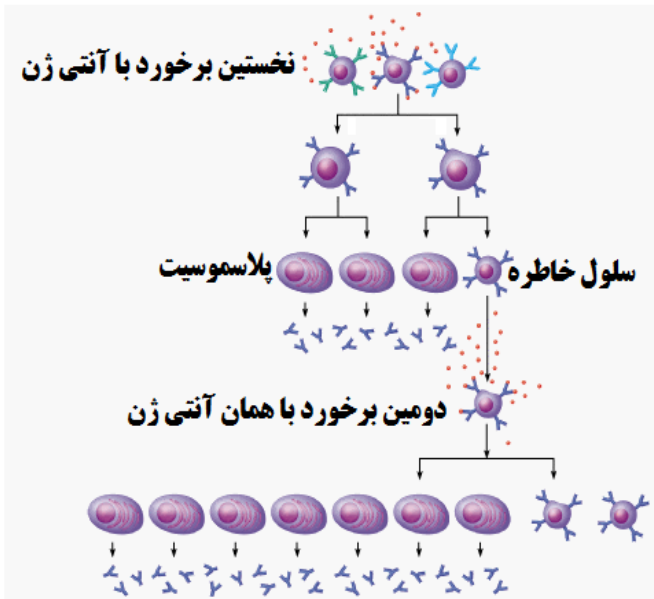 نخستین برخورد با آنتی ژن
سلول خاطره
پلاسموسیت
دومین برخورد با همان آنتی ژن